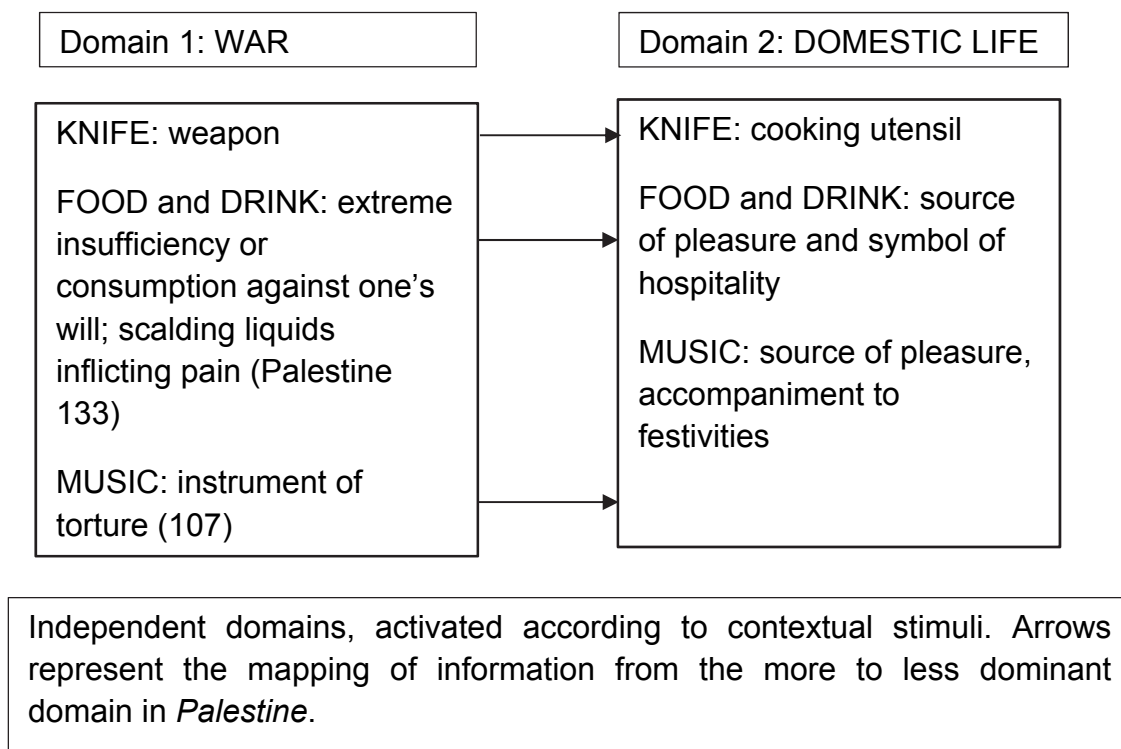 Domain 1: WAR
Domain 2: DOMESTIC LIFE
KNIFE: weapon
FOOD and DRINK: extreme
insufficiency or
consumption against one’s
will; scalding liquids
inflicting pain (Palestine
133)
MUSIC: instrument of
torture (107)
KNIFE: cooking utensil
FOOD and DRINK: source
of pleasure and symbol of
hospitality
MUSIC: source of pleasure,
accompaniment to
festivities
Independent domains, activated according to contextual stimuli. Arrows
represent the mapping of information from the more to less dominant
domain in Palestine.